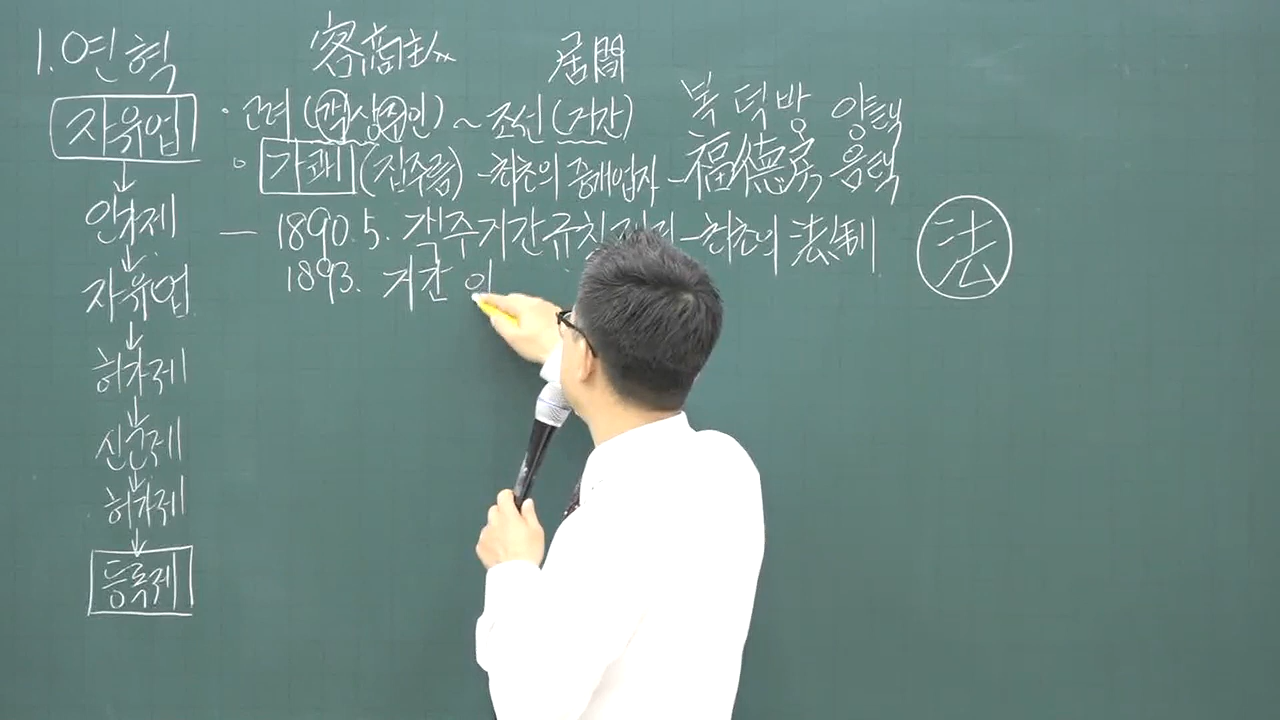 1. 연혁
客商主人
居間
자유업
인가제
자유업
허가제
신고제
허가제
등록제
· 고려 (객상주인) ~ 조선 (거간)
복덕방 양택
◦ 가쾌 (집주름) - 최초의 중개업자 - 福德房 음택
- 1890. 5. 객주거간규칙 - 최초의 法制
1893. 거간 인
法